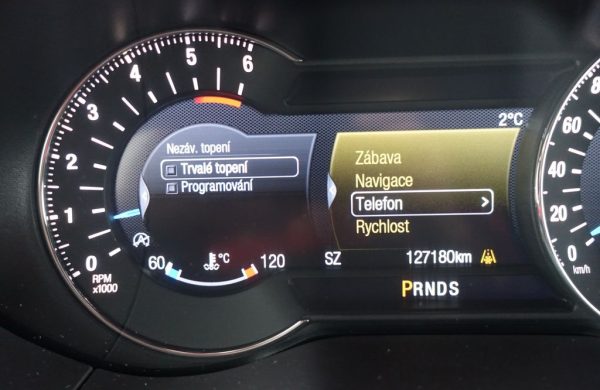 6
5
4
3
2
1
0
RPM
x1000
Nezáv. topení
Trvalé topení
Programování
60 °C 120
2°C
Zábava
Navigace
Telefon >
Rychlost
SZ 127180km
PRNDS
80
60
40
20
0
km/h